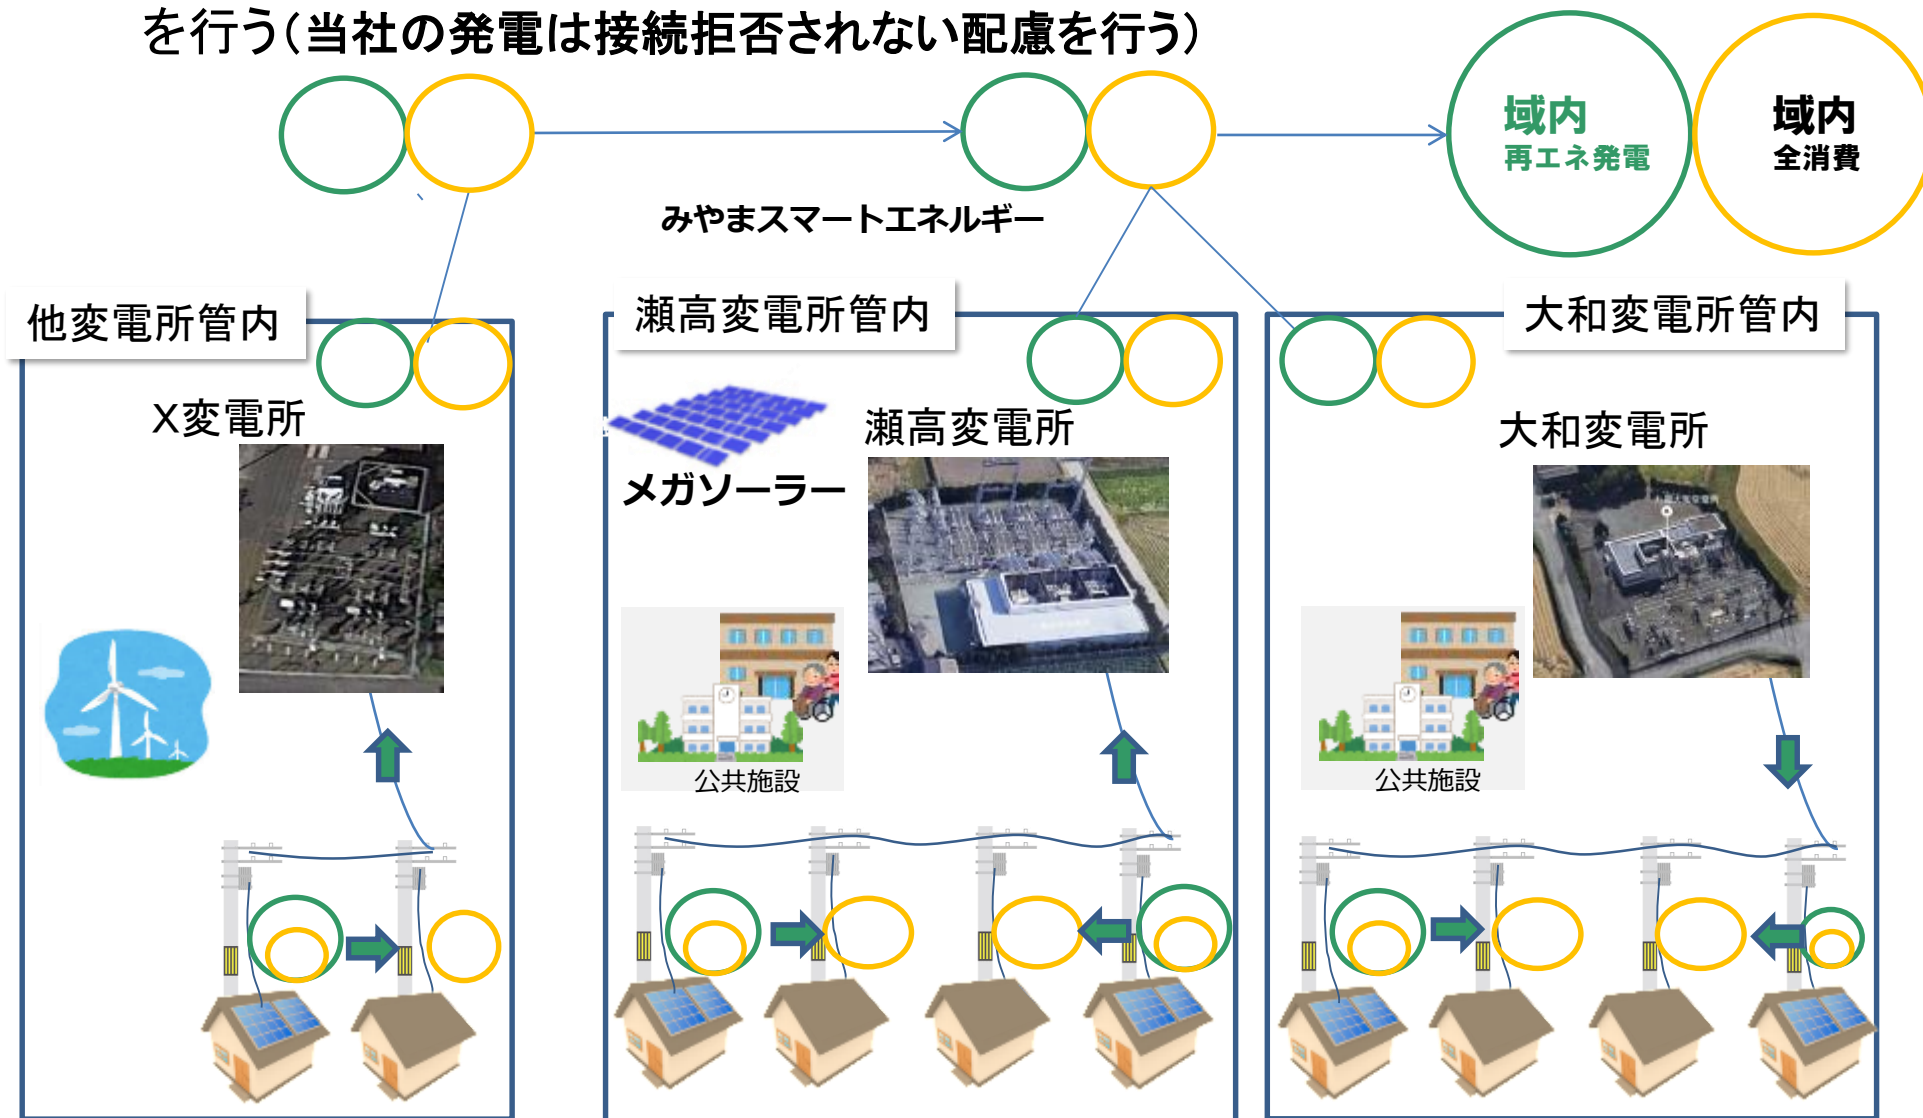 を行う(当社の発電は接続拒否されない配慮を行う)
域内
再エネ発電
域内
全消費
みやまスマートエネルギー
他変電所管内
瀬高変電所管内
大和変電所管内
X変電所
瀬高変電所
大和変電所
メガソーラー
公共施設
公共施設